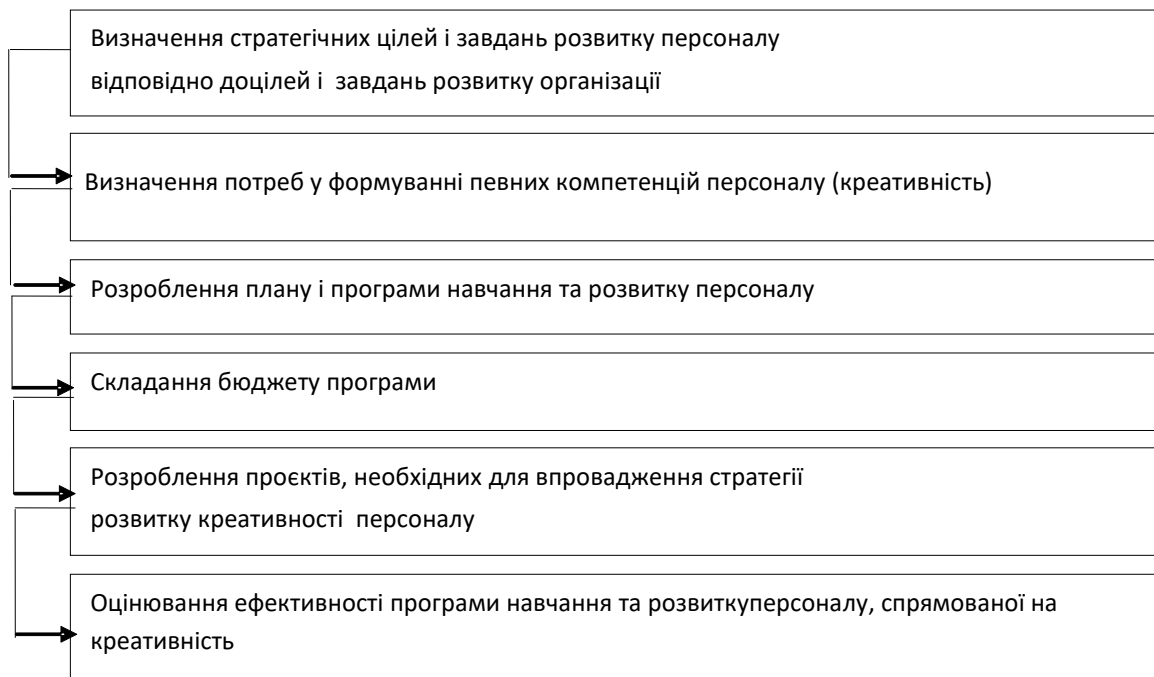 Визначення стратегічних цілей і завдань розвитку персоналу
відповідно доцілей і завдань розвитку організації
Визначення потреб у формуванні певних компетенцій персоналу (креативність)
Розроблення плану і програми навчання та розвитку персоналу
Складання бюджету програми
Розроблення проєктів, необхідних для впровадження стратегії
розвитку креативності персоналу
Оцінювання ефективності програми навчання та розвиткуперсоналу, спрямованої на
креативність